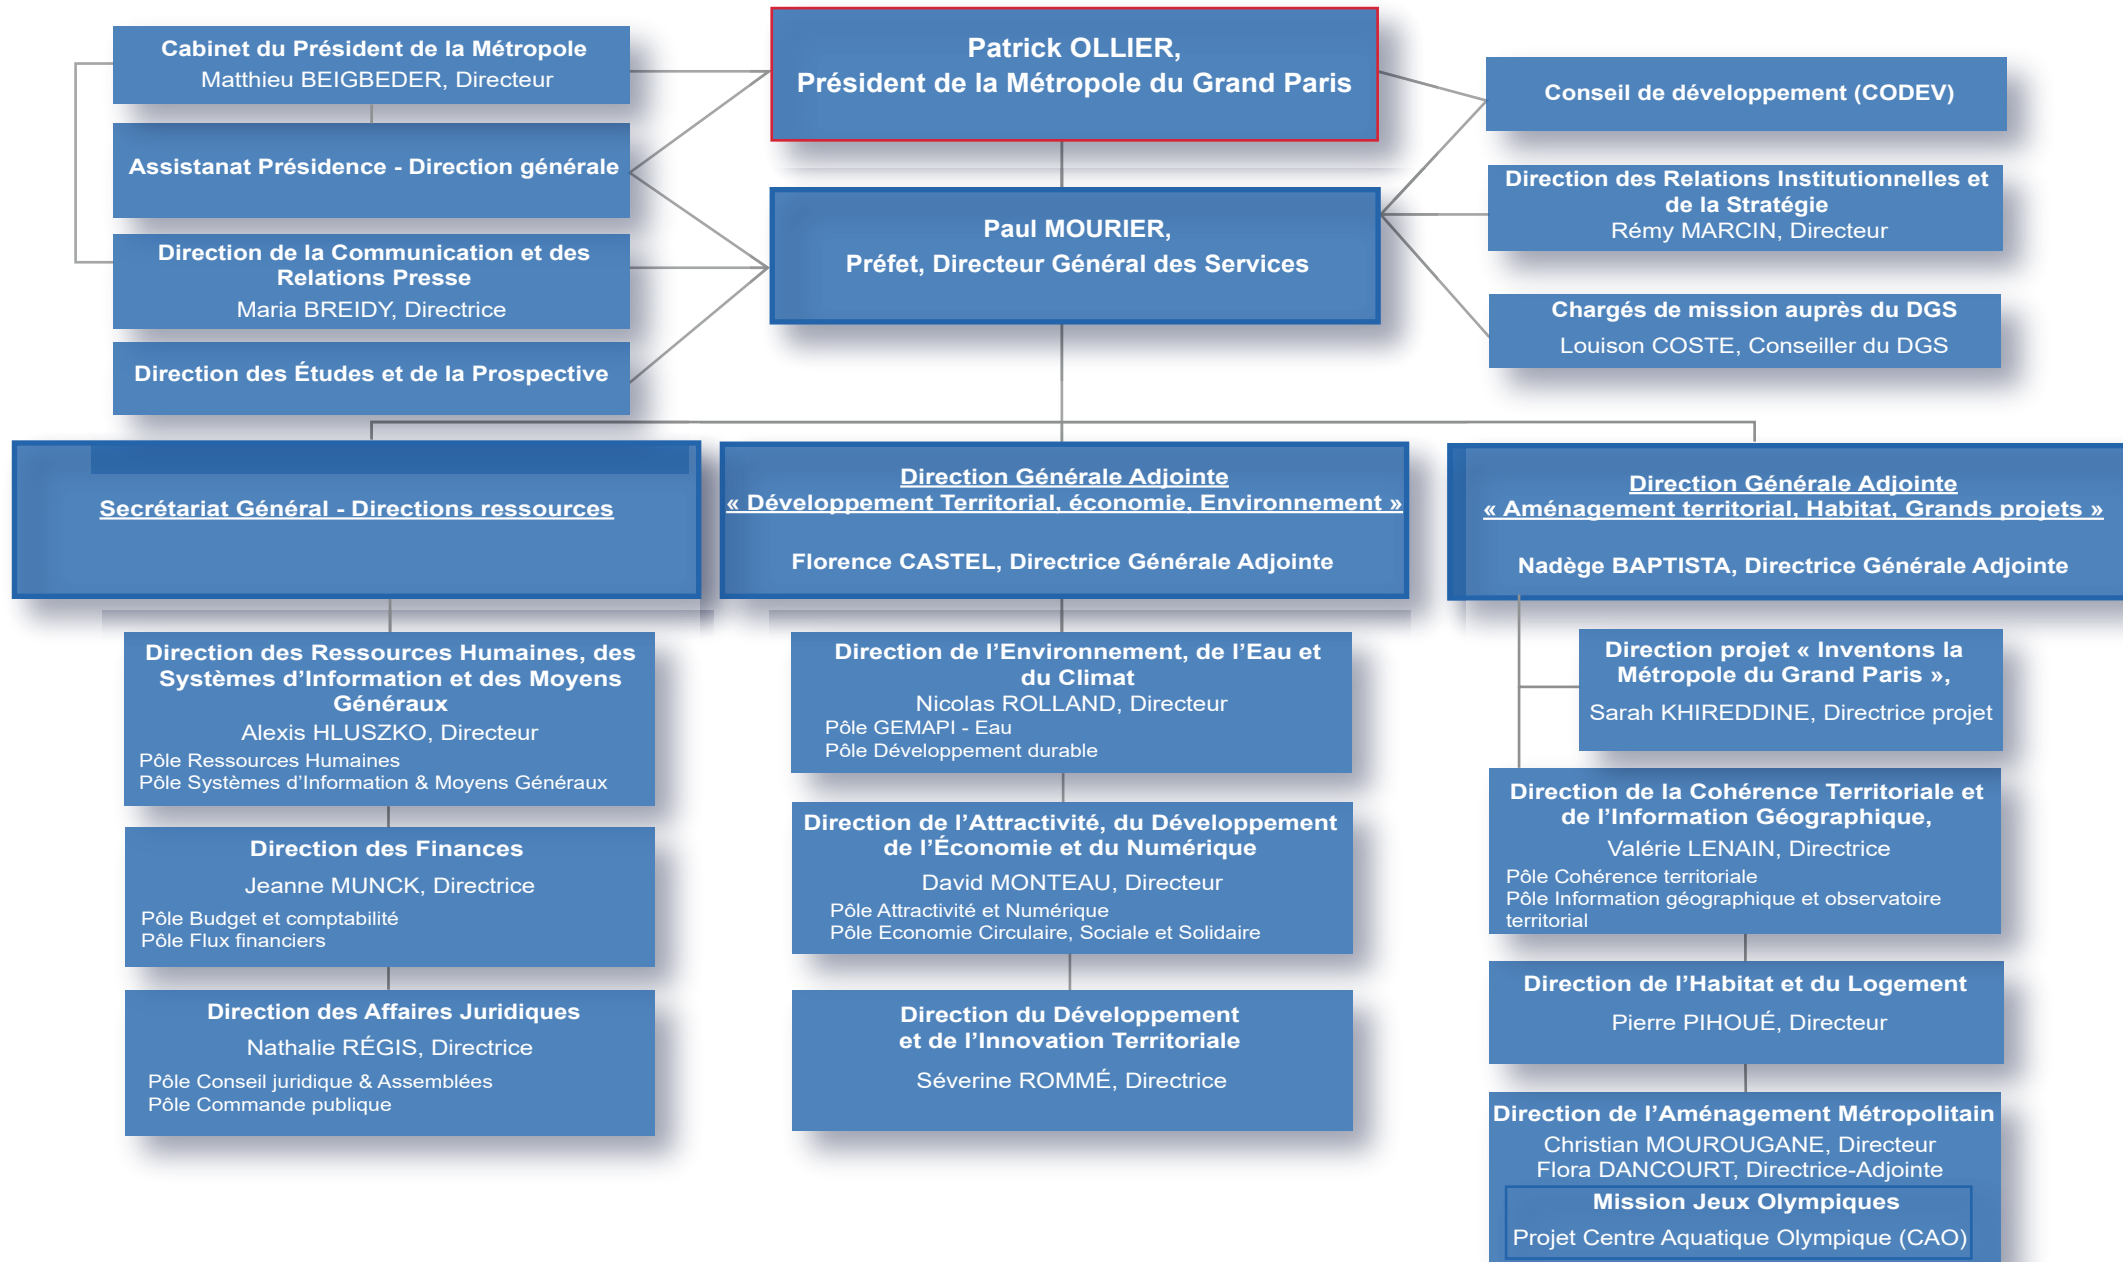 Cabinet du Président de la Métropole
Matthieu BEIGBEDER, Directeur
Assistanat Présidence - Direction générale
Direction de la Communication et des
Relations Presse
Maria BREIDY, Directrice
Direction des Études et de la Prospective
Patrick OLLIER,
Président de la Métropole du Grand Paris
Paul MOURIER,
Préfet, Directeur Général des Services
Conseil de développement (CODEV)
Direction des Relations Institutionnelles et
de la Stratégie
Rémy MARCIN, Directeur
Chargés de mission auprès du DGS
Louison COSTE, Conseiller du DGS
Secrétariat Général - Directions ressources
Direction des Ressources Humaines, des
Systèmes d’Information et des Moyens
Généraux
Alexis HLUSZKO, Directeur
Pôle Ressources Humaines
Pôle Systèmes d’Information & Moyens Généraux
Direction des Finances
Jeanne MUNCK, Directrice
Pôle Budget et comptabilité
Pôle Flux financiers
Direction des Affaires Juridiques
Nathalie RÉGIS, Directrice
Pôle Conseil juridique & Assemblées
Pôle Commande publique
Direction Générale Adjointe
« Développement Territorial, économie, Environnement »
Florence CASTEL, Directrice Générale Adjointe
Direction de l’Environnement, de l’Eau et
du Climat
Nicolas ROLLAND, Directeur
Pôle GEMAPI - Eau
Pôle Développement durable
Direction de l’Attractivité, du Développement
de l’Économie et du Numérique
David MONTEAU, Directeur
Pôle Attractivité et Numérique
Pôle Economie Circulaire, Sociale et Solidaire
Direction du Développement
et de l’Innovation Territoriale
Séverine ROMMÉ, Directrice
Direction Générale Adjointe
« Aménagement territorial, Habitat, Grands projets »
Nadège BAPTISTA, Directrice Générale Adjointe
Direction projet « Inventons la
Métropole du Grand Paris »,
Sarah KHIREDDINE, Directrice projet
Direction de la Cohérence Territoriale et
de l’Information Géographique,
Valérie LENAIN, Directrice
Pôle Cohérence territoriale
Pôle Information géographique et observatoire
territorial
Direction de l’Habitat et du Logement
Pierre PIHOUÉ, Directeur
Direction de l’Aménagement Métropolitain
Christian MOUROUGANE, Directeur
Flora DANCOURT, Directrice-Adjointe
Mission Jeux Olympiques
Projet Centre Aquatique Olympique (CAO)